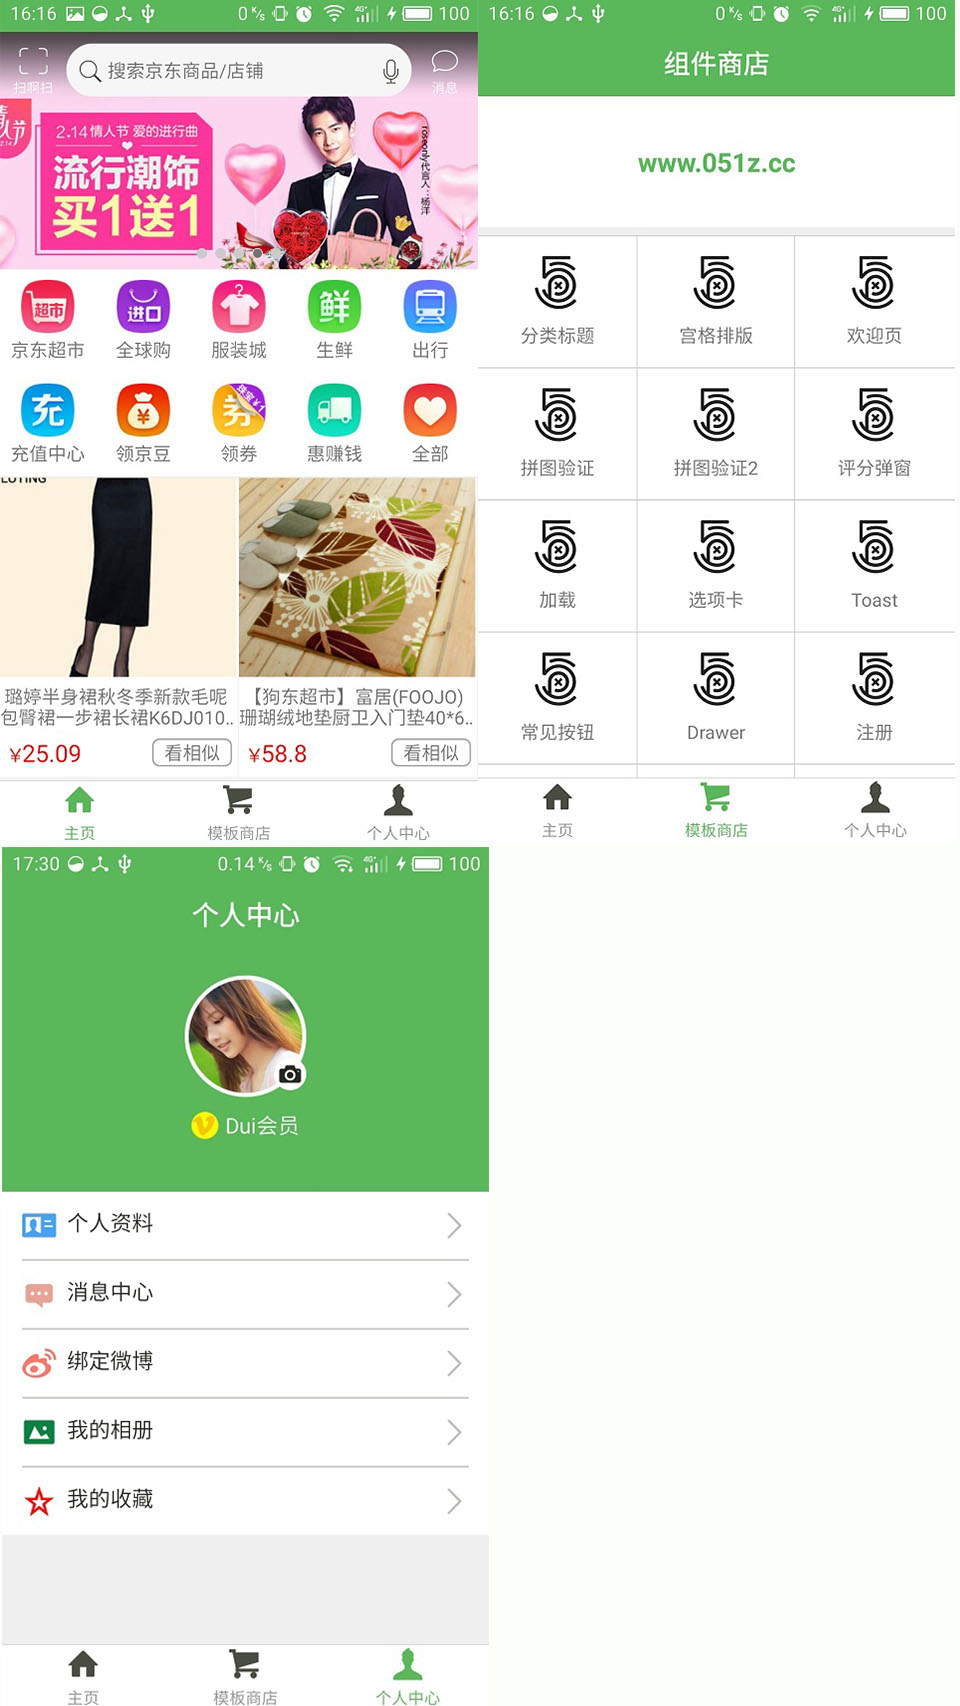 16:16
0 K/s
4G
100
扫啊扫
搜索京东商品/店铺
消息
情人节
2.14
2.14 情人节 爱的进行曲
流行潮饰
买1送1
roseonly代言人：杨洋
超市
进口
鲜
京东超市
全球购
服装城
生鲜
出行
充
¥
券
充值中心
领京豆
领券
惠赚钱
全部
LOTING
璐婷半身裙秋冬季新款毛呢
包臀裙一步裙长裙K6DJ010..
¥25.09
看相似
【狗东超市】富居(FOOJO)
珊瑚绒地垫厨卫入门垫40*6..
¥58.8
看相似
主页
模板商店
个人中心
16:16
0 K/s
4G
100
组件商店
www.051z.cc
分类标题
宫格排版
欢迎页
拼图验证
拼图验证2
评分弹窗
加载
选项卡
Toast
常见按钮
Drawer
注册
主页
模板商店
个人中心
17:30
0.14 K/s
4G
100
个人中心
Dui会员
个人资料
消息中心
绑定微博
我的相册
我的收藏
主页
模板商店
个人中心